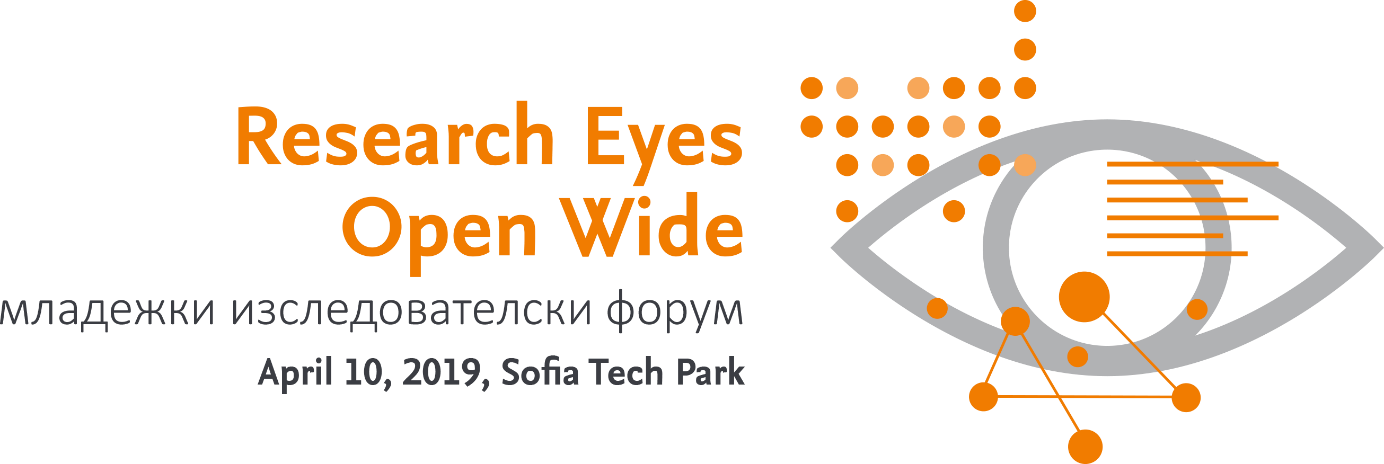 Research Eyes
Open Wide
младежки изследователски форум
April 10, 2019, Sofia Tech Park